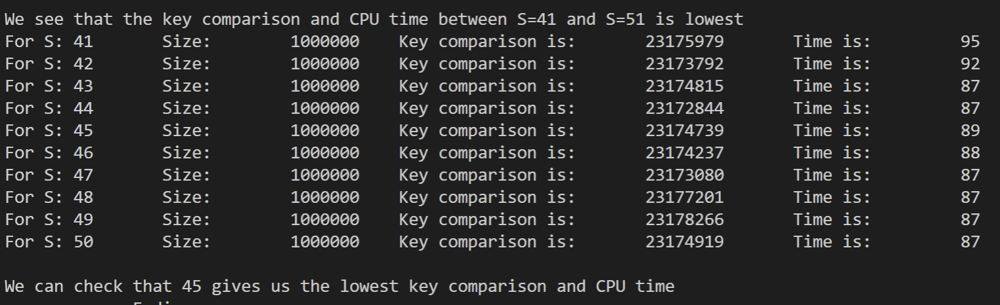 We see that the key comparison and CPU time between S=41 and S=51 is lowest
For S: 41 Size: 1000000 Key comparison is: 23175979 Time is: 95
For S: 42 Size: 1000000 Key comparison is: 23173792 Time is: 92
For S: 43 Size: 1000000 Key comparison is: 23174815 Time is: 87
For S: 44 Size: 1000000 Key comparison is: 23172844 Time is: 87
For S: 45 Size: 1000000 Key comparison is: 23174739 Time is: 89
For S: 46 Size: 1000000 Key comparison is: 23174237 Time is: 88
For S: 47 Size: 1000000 Key comparison is: 23173080 Time is: 87
For S: 48 Size: 1000000 Key comparison is: 23177201 Time is: 87
For S: 49 Size: 1000000 Key comparison is: 23178266 Time is: 87
For S: 50 Size: 1000000 Key comparison is: 23174919 Time is: 87
We can check that 45 gives us the lowest key comparison and CPU time